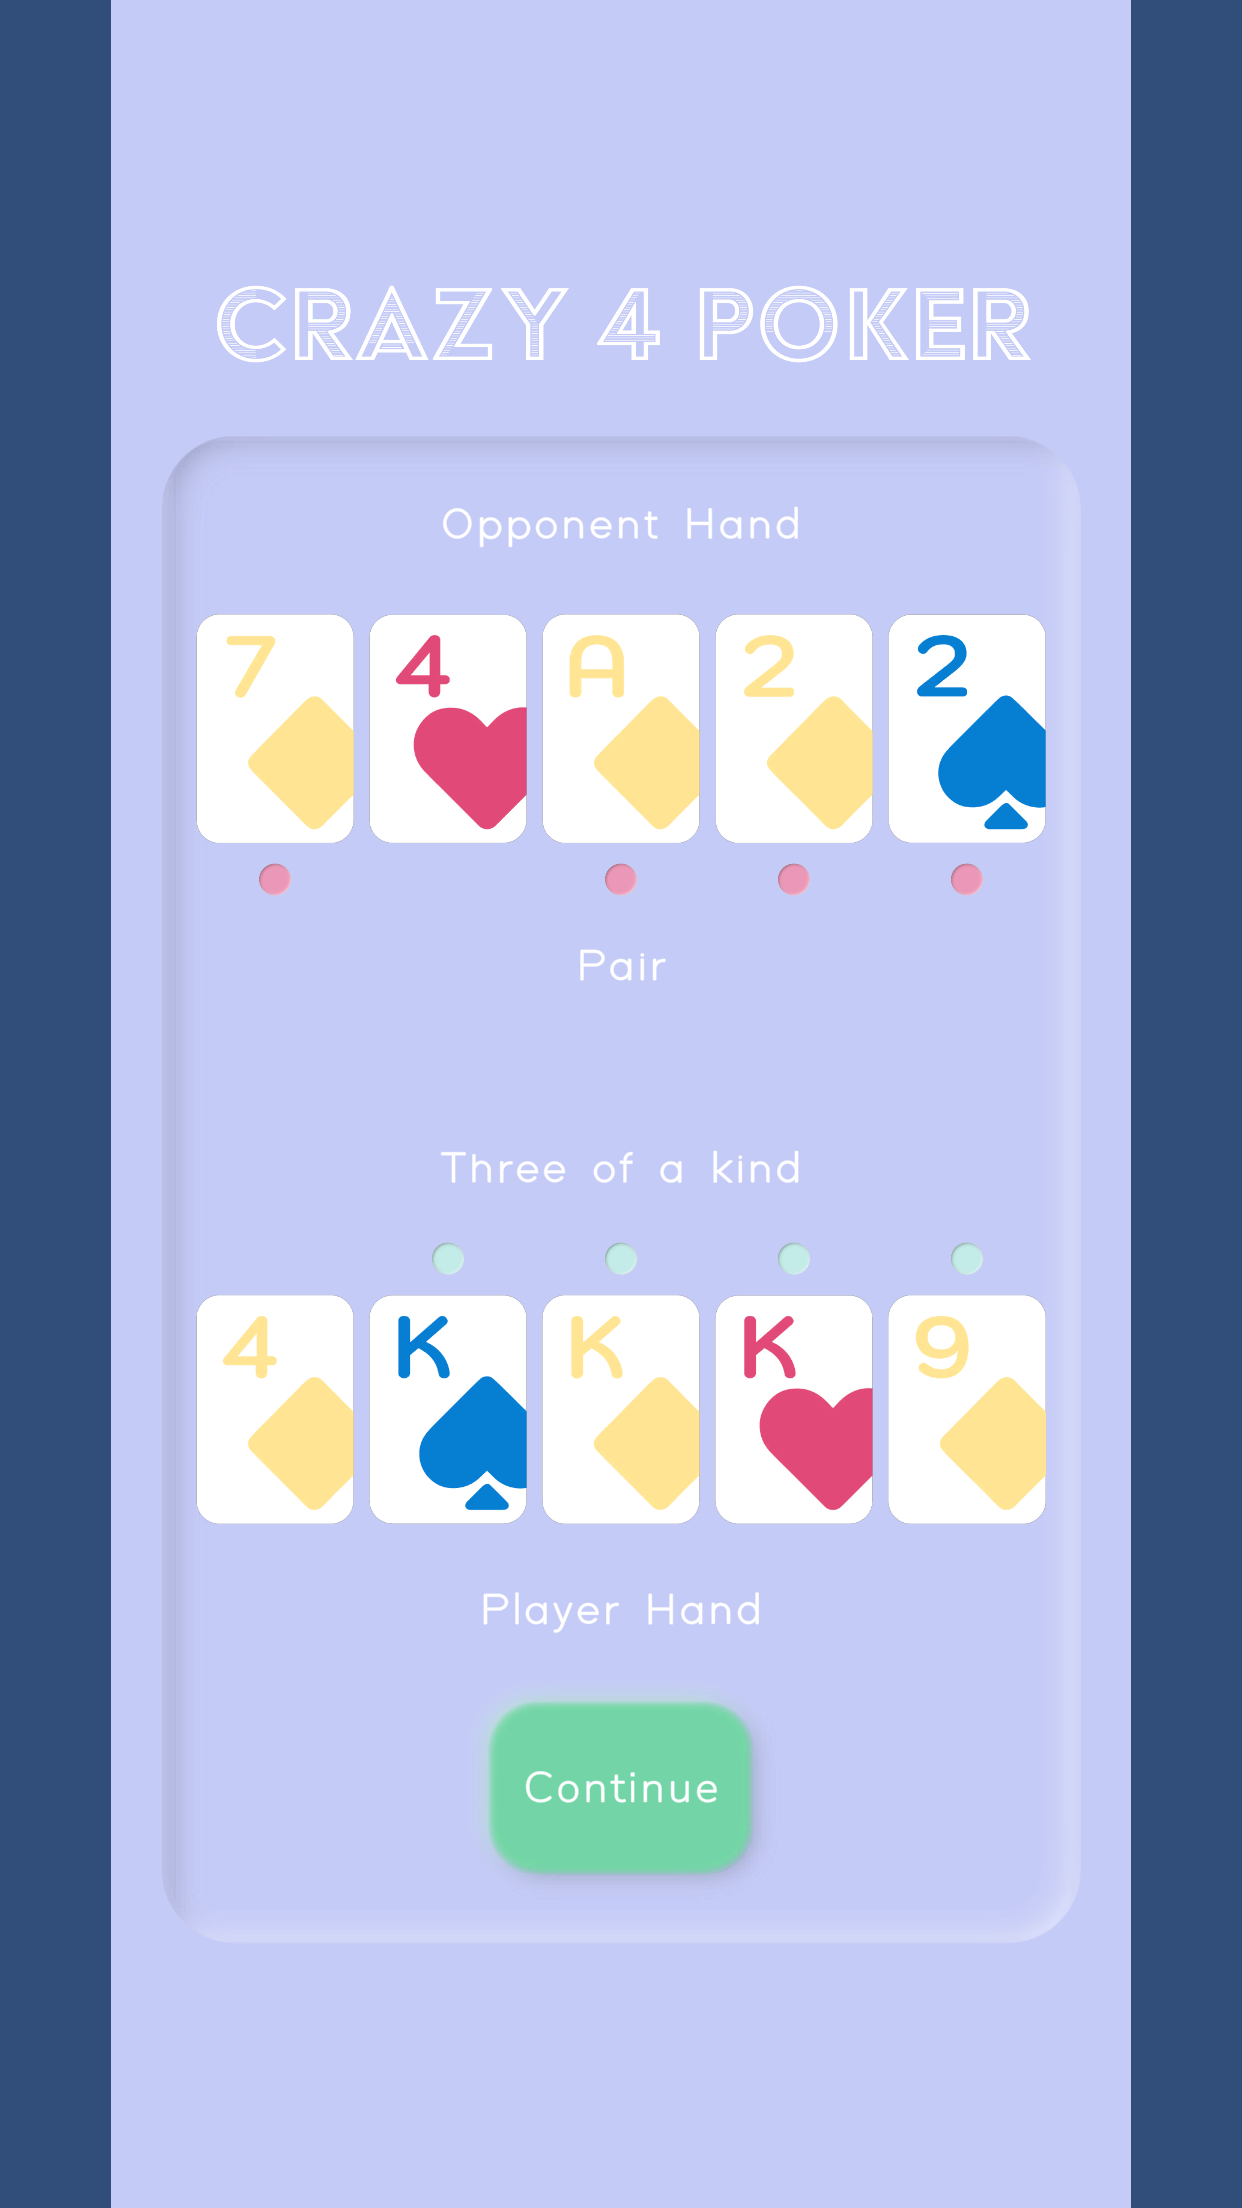 CRAZY 4 POKER
Opponent Hand
7 4 A 2 2
Pair
Three of a kind
4 K K K 9
Player Hand
Continue